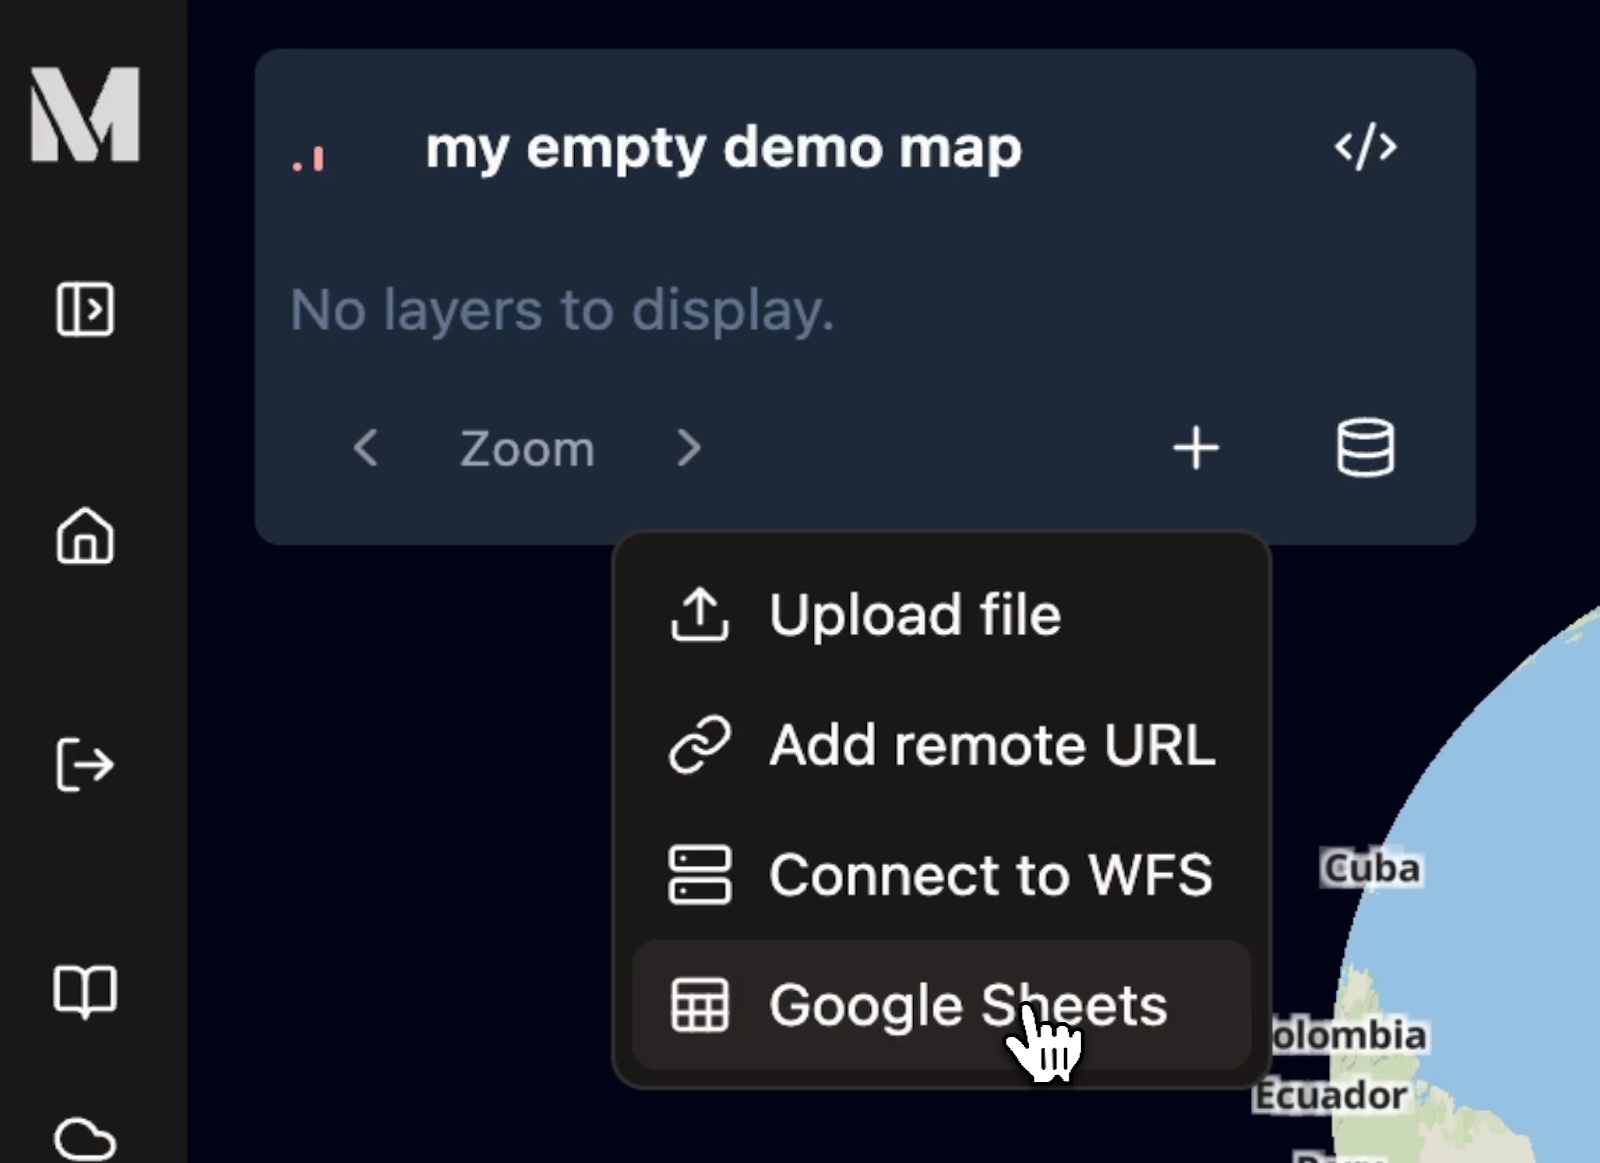 M
my empty demo map
No layers to display.
Zoom
Upload file
Add remote URL
Connect to WFS
Google Sheets
Cuba
olombia
Ecuador